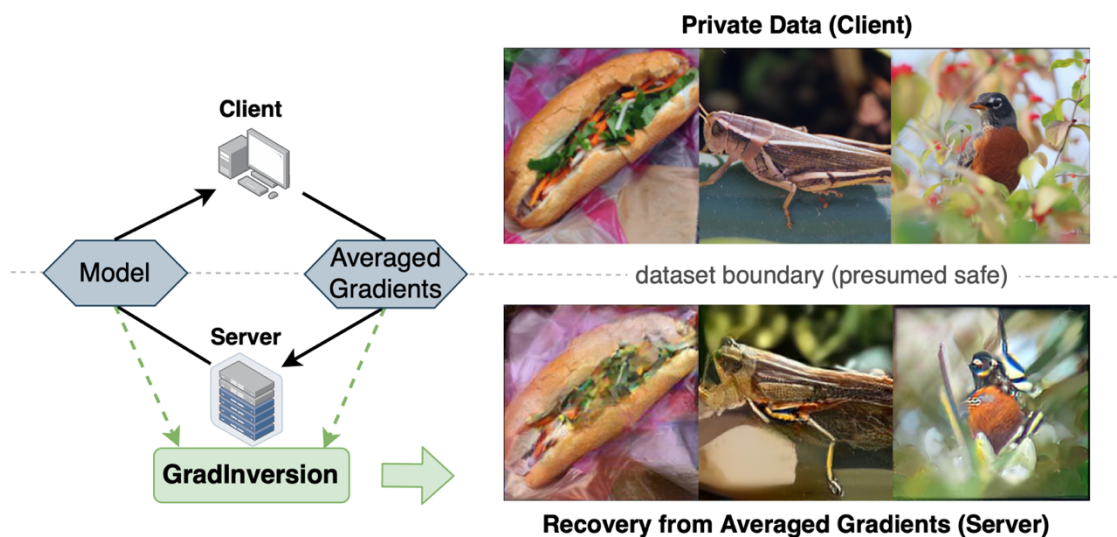 Private Data (Client)
Client
Model
Averaged
Gradients
dataset boundary (presumed safe)
Server
GradInversion
Recovery from Averaged Gradients (Server)